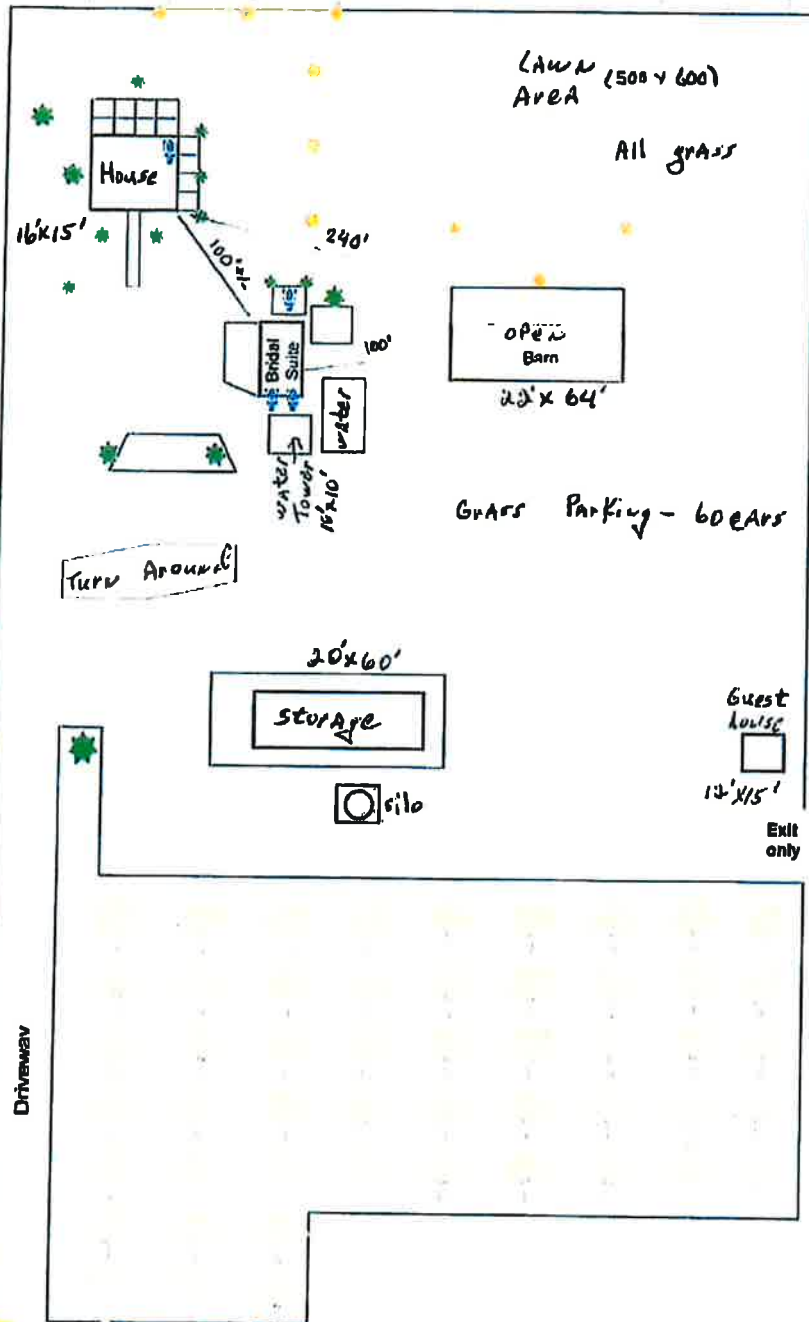 LAWN (500 x 600)
AreA
All grAss
House
16'x15'
240'
100'
100'
Bridal
Suite
open
Barn
22' x 64'
water
water
Tower
GrAss Parking - 60 cArs
Turn Around
20'x60'
storage
silo
Guest
house
12'x15'
Exit
only
Driveway